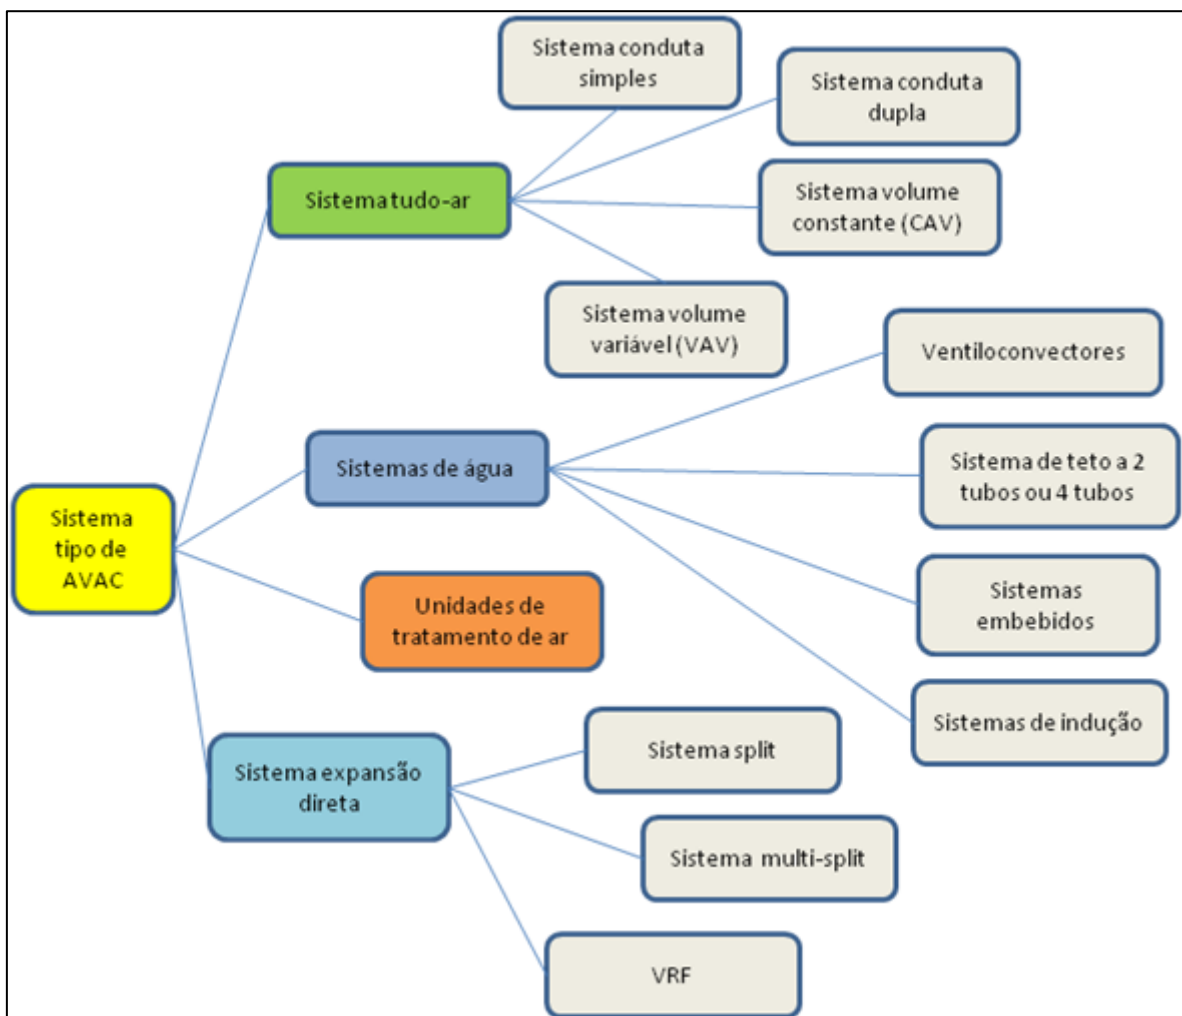 Sistema conduta
simples
Sistema conduta
dupla
Sistema tudo-ar
Sistema volume
constante (CAV)
Sistema volume
variável (VAV)
Ventiloconvectores
Sistemas de água
Sistema de teto a 2
tubos ou 4 tubos
Sistema
tipo de
AVAC
Sistemas
embebidos
Unidades de
tratamento de ar
Sistemas de indução
Sistema split
Sistema expansão
direta
Sistema multi-split
VRF